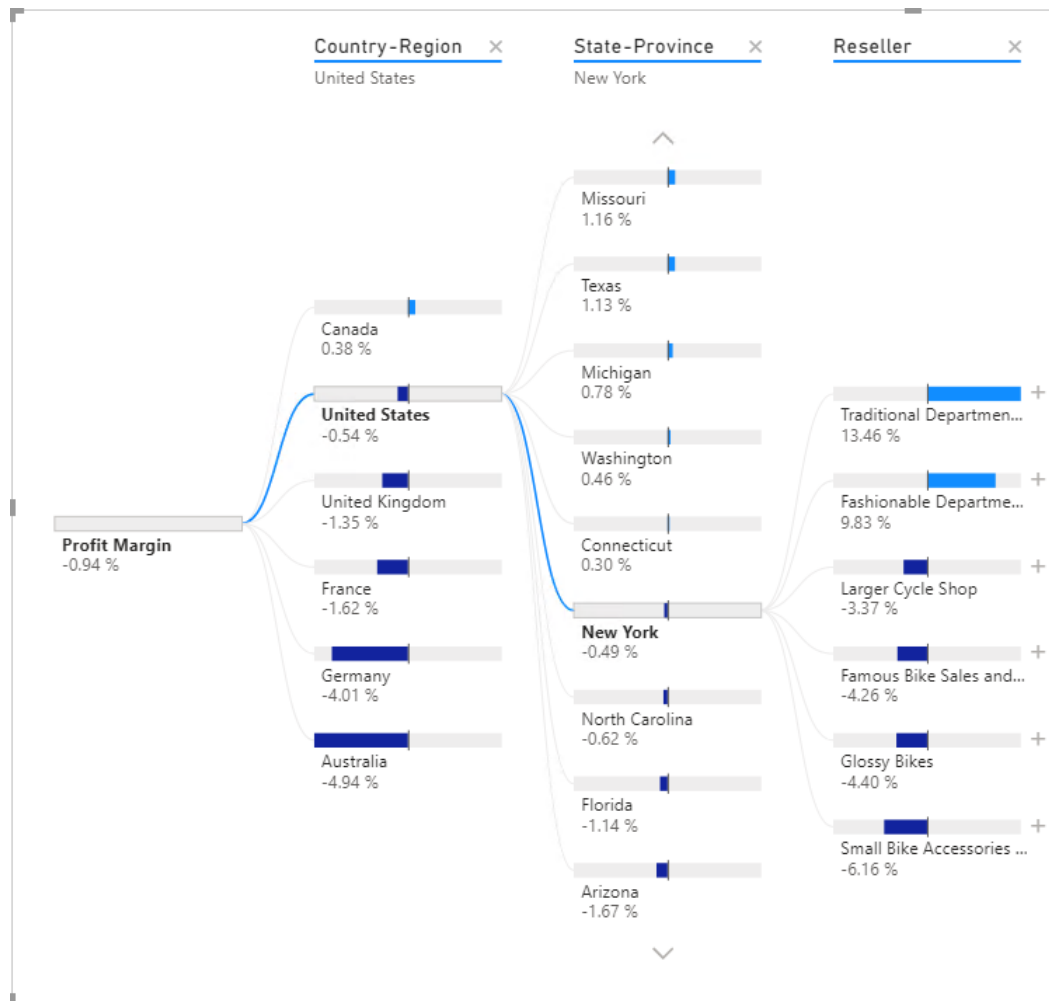 Country-Region
United States
State-Province
New York
Reseller
Profit Margin
-0.94 %
Canada
0.38 %
United States
-0.54 %
United Kingdom
-1.35 %
France
-1.62 %
Germany
-4.01 %
Australia
-4.94 %
Missouri
1.16 %
Texas
1.13 %
Michigan
0.78 %
Washington
0.46 %
Connecticut
0.30 %
New York
-0.49 %
North Carolina
-0.62 %
Florida
-1.14 %
Arizona
-1.67 %
Traditional Departmen...
13.46 %
Fashionable Departme...
9.83 %
Larger Cycle Shop
-3.37 %
Famous Bike Sales and...
-4.26 %
Glossy Bikes
-4.40 %
Small Bike Accessories ...
-6.16 %